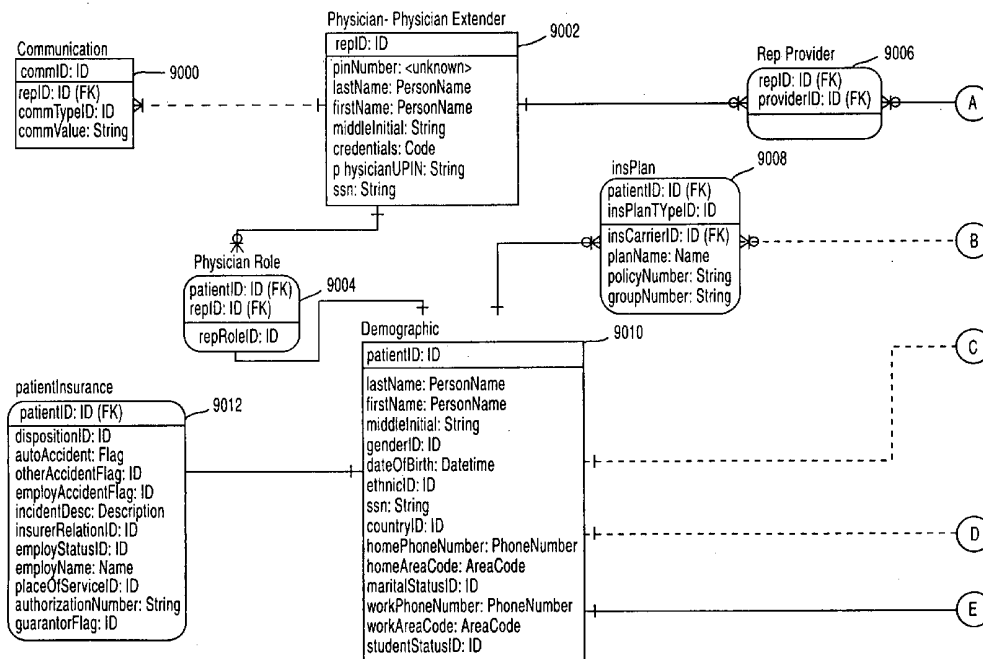 Physician- Physician Extender
9002
repID: ID
pinNumber: <unknown>
lastName: PersonName
firstName: PersonName
middleInitial: String
credentials: Code
p hysicianUPIN: String
ssn: String
Communication
9000
commID: ID
repID: ID (FK)
commTypeID: ID
commValue: String
Rep Provider
9006
repID: ID (FK)
providerID: ID (FK)
A
insPlan
9008
patientID: ID (FK)
insPlanTYpeID: ID
insCarrierID: ID (FK)
planName: Name
policyNumber: String
groupNumber: String
B
Physician Role
9004
patientID: ID (FK)
repID: ID (FK)
repRoleID: ID
Demographic
9010
patientID: ID
lastName: PersonName
firstName: PersonName
middleInitial: String
genderID: ID
dateOfBirth: Datetime
ethnicID: ID
ssn: String
countryID: ID
homePhoneNumber: PhoneNumber
homeAreaCode: AreaCode
maritalStatusID: ID
workPhoneNumber: PhoneNumber
workAreaCode: AreaCode
studentStatusID: ID
C
D
E
patientInsurance
9012
patientID: ID (FK)
dispositionID: ID
autoAccident: Flag
otherAccidentFlag: ID
employAccidentFlag: ID
incidentDesc: Description
insurerRelationID: ID
employStatusID: ID
employName: Name
placeOfServiceID: ID
authorizationNumber: String
guarantorFlag: ID